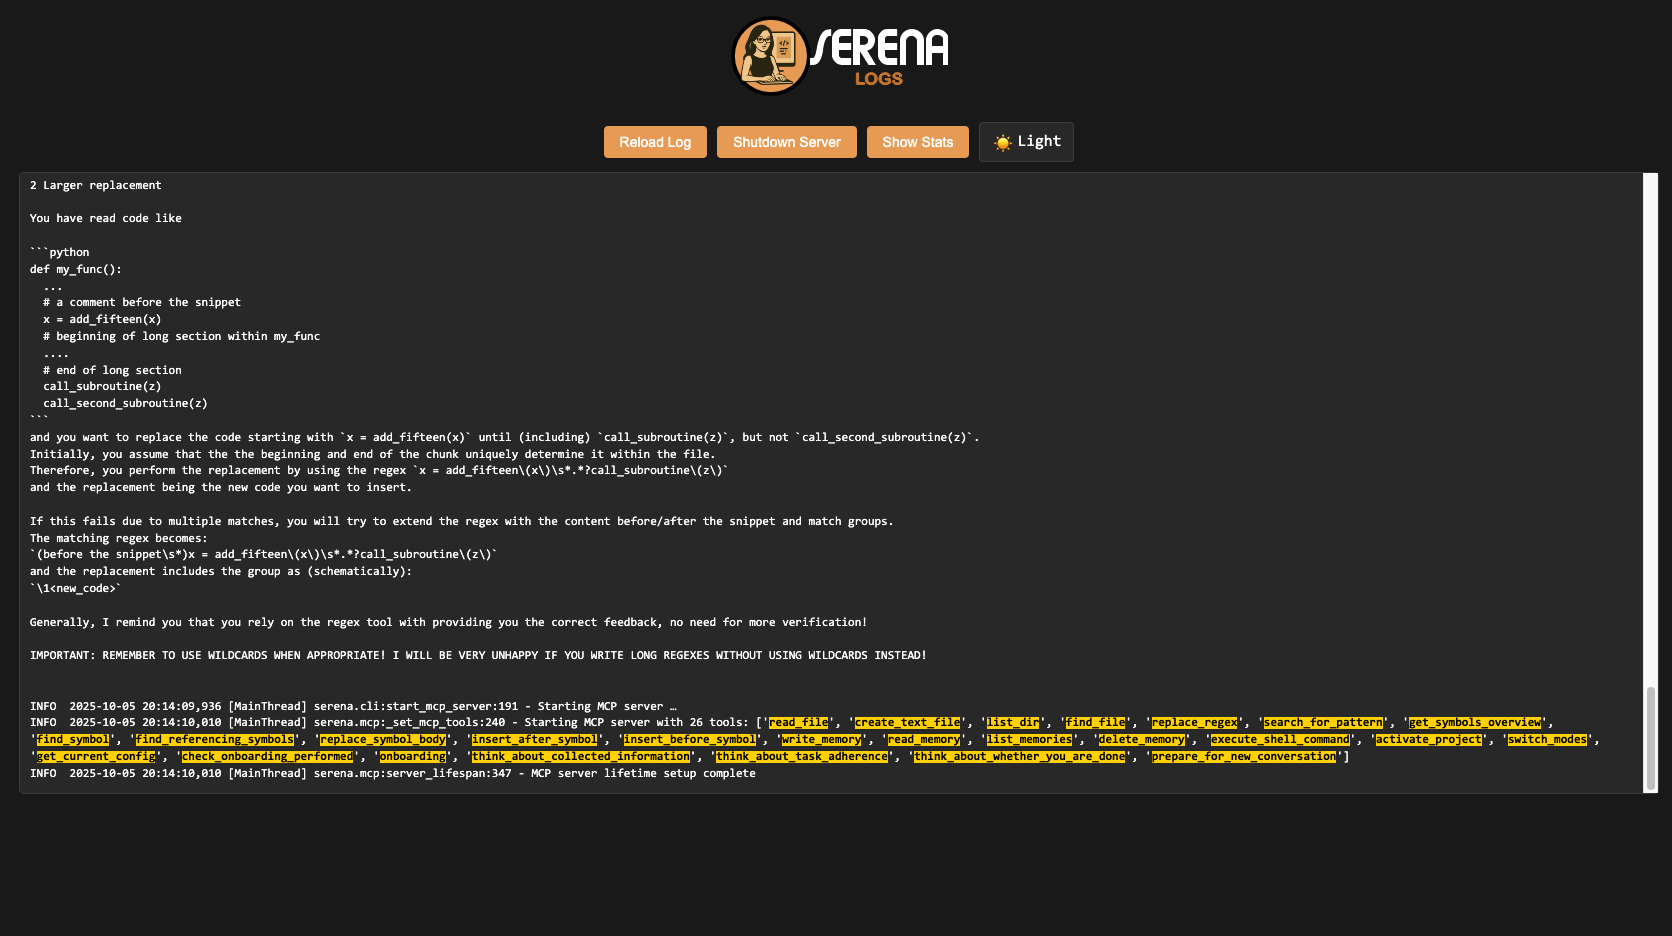 SERENA
LOGS
Reload Log
Shutdown Server
Show Stats
Light
2 Larger replacement
You have read code like
```python
def my_func():
  ...
  # a comment before the snippet
  x = add_fifteen(x)
  # beginning of long section within my_func
  ....
  # end of long section
  call_subroutine(z)
  call_second_subroutine(z)
```
and you want to replace the code starting with `x = add_fifteen(x)` until (including) `call_subroutine(z)`, but not `call_second_subroutine(z)`.
Initially, you assume that the the beginning and end of the chunk uniquely determine it within the file.
Therefore, you perform the replacement by using the regex `x = add_fifteen\(x\)\s*.*?call_subroutine\(z\)`
and the replacement being the new code you want to insert.
If this fails due to multiple matches, you will try to extend the regex with the content before/after the snippet and match groups.
The matching regex becomes:
`(before the snippet\s*)x = add_fifteen\(x\)\s*.*?call_subroutine\(z\)`
and the replacement includes the group as (schematically):
`\1<new_code>`
Generally, I remind you that you rely on the regex tool with providing you the correct feedback, no need for more verification!
IMPORTANT: REMEMBER TO USE WILDCARDS WHEN APPROPRIATE! I WILL BE VERY UNHAPPY IF YOU WRITE LONG REGEXES WITHOUT USING WILDCARDS INSTEAD!
INFO  2025-10-05 20:14:09,936 [MainThread] serena.cli:start_mcp_server:191 - Starting MCP server …
INFO  2025-10-05 20:14:10,010 [MainThread] serena.mcp:_set_mcp_tools:240 - Starting MCP server with 26 tools: ['read_file', 'create_text_file', 'list_dir', 'find_file', 'replace_regex', 'search_for_pattern', 'get_symbols_overview',
'find_symbol', 'find_referencing_symbols', 'replace_symbol_body', 'insert_after_symbol', 'insert_before_symbol', 'write_memory', 'read_memory', 'list_memories', 'delete_memory', 'execute_shell_command', 'activate_project', 'switch_modes',
'get_current_config', 'check_onboarding_performed', 'onboarding', 'think_about_collected_information', 'think_about_task_adherence', 'think_about_whether_you_are_done', 'prepare_for_new_conversation']
INFO  2025-10-05 20:14:10,010 [MainThread] serena.mcp:server_lifespan:347 - MCP server lifetime setup complete